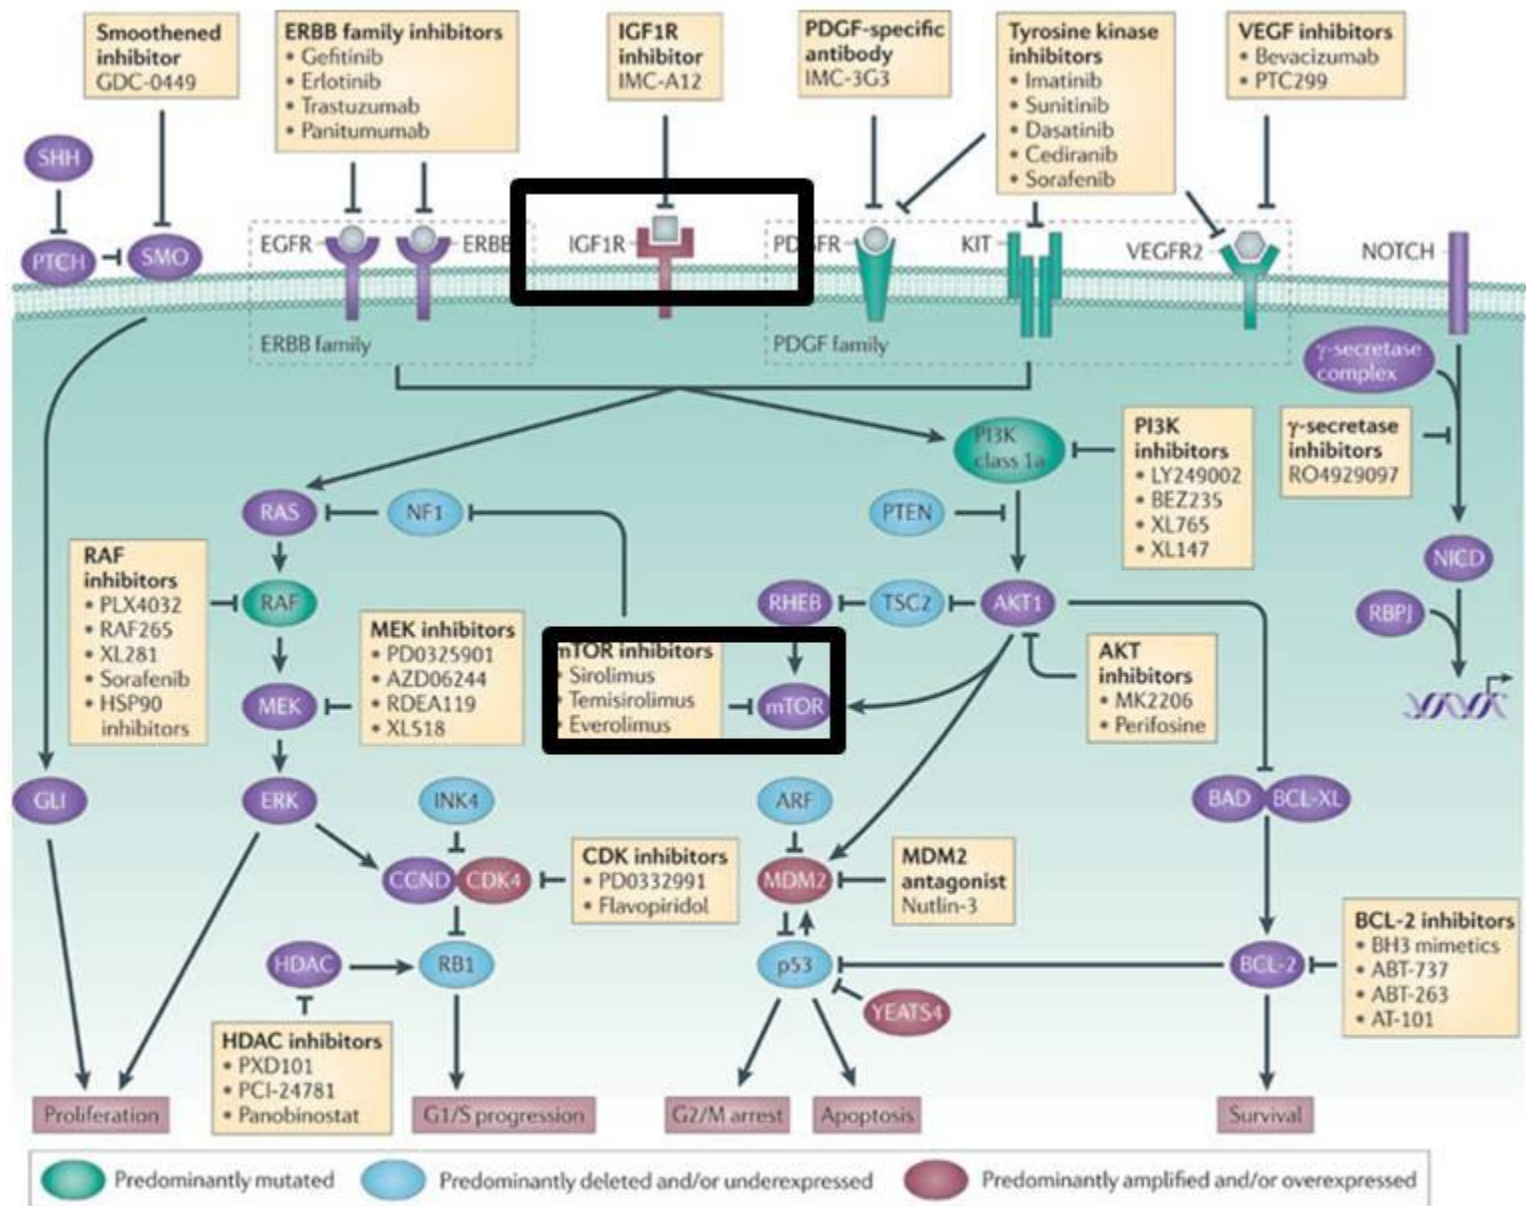 Smoothened
inhibitor
GDC-0449
ERBB family inhibitors
• Gefitinib
• Erlotinib
• Trastuzumab
• Panitumumab
IGF1R
inhibitor
IMC-A12
PDGF-specific
antibody
IMC-3G3
Tyrosine kinase
inhibitors
• Imatinib
• Sunitinib
• Dasatinib
• Cediranib
• Sorafenib
VEGF inhibitors
• Bevacizumab
• PTC299
SHH
PTCH
SMO
EGFR
ERBB
IGF1R
PDGFR
KIT
VEGFR2
NOTCH
ERBB family
PDGF family
γ-secretase
complex
PI3K
class 1a
PI3K
inhibitors
• LY249002
• BEZ235
• XL765
• XL147
γ-secretase
inhibitors
RO4929097
RAS
NF1
PTEN
NICD
RAF
inhibitors
• PLX4032
• RAF265
• XL281
• Sorafenib
• HSP90
inhibitors
RAF
RHEB
TSC2
AKT1
RBPJ
MEK inhibitors
• PD0325901
• AZD06244
• RDEA119
• XL518
mTOR inhibitors
• Sirolimus
• Temisirolimus
• Everolimus
AKT
inhibitors
• MK2206
• Perifosine
MEK
mTOR
GLI
ERK
INK4
ARF
BAD
BCL-XL
CCND
CDK4
CDK inhibitors
• PD0332991
• Flavopiridol
MDM2
MDM2
antagonist
Nutlin-3
BCL-2 inhibitors
• BH3 mimetics
• ABT-737
• ABT-263
• AT-101
HDAC
RB1
p53
BCL-2
YEATS4
HDAC inhibitors
• PXD101
• PCI-24781
• Panobinostat
Proliferation
G1/S progression
G2/M arrest
Apoptosis
Survival
Predominantly mutated
Predominantly deleted and/or underexpressed
Predominantly amplified and/or overexpressed